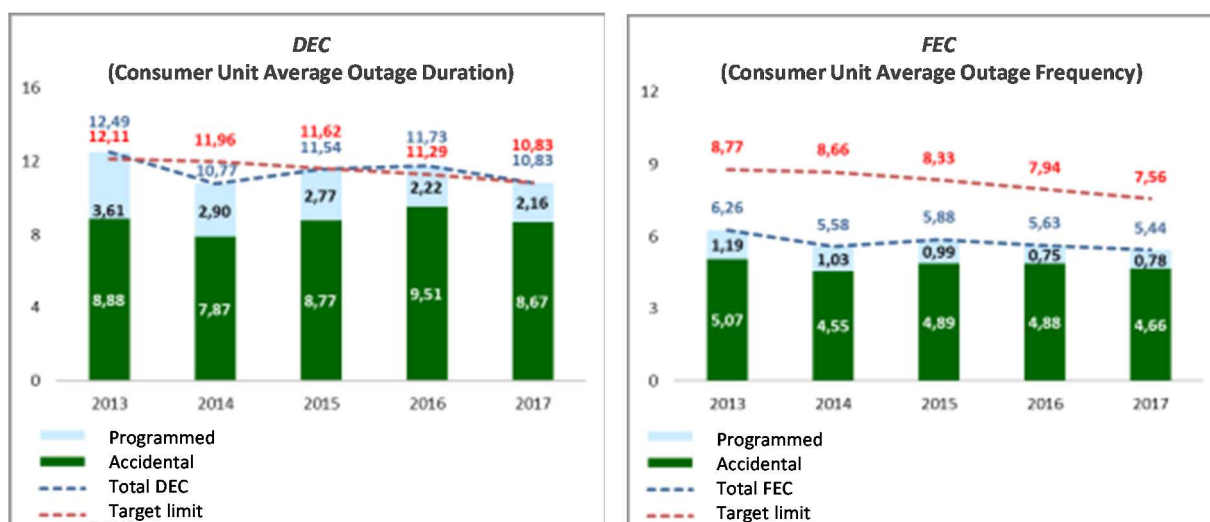 DEC
(Consumer Unit Average Outage Duration)
16
12,49
12,11
11,96
11,62
11,54
11,73
11,29
10,83
10,83
12
10,77
3,61
2,90
2,77
2,22
2,16
8
8,88
7,87
8,77
9,51
8,67
4
0
2013 2014 2015 2016 2017
Programmed
Accidental
Total DEC
Target limit
FEC
(Consumer Unit Average Outage Frequency)
12
9
8,77 8,66 8,33 7,94 7,56
6,26 5,58 5,88 5,63 5,44
6
1,19 1,03 0,99 0,75 0,78
3
5,07 4,55 4,89 4,88 4,66
0
2013 2014 2015 2016 2017
Programmed
Accidental
Total FEC
Target limit